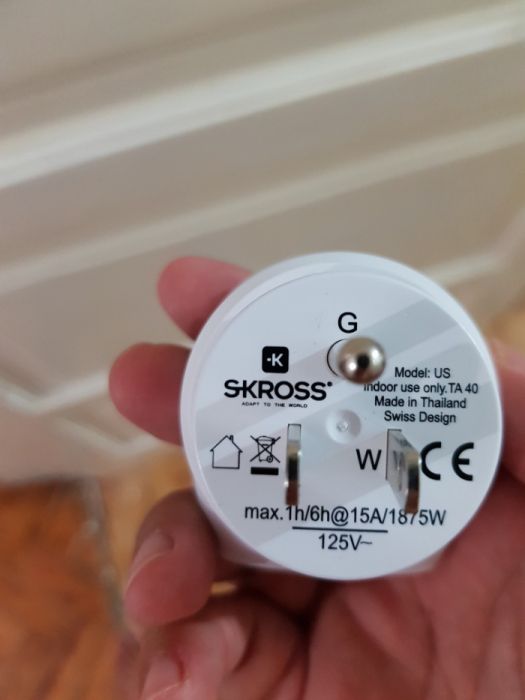 G
·K
SKROSS®
ADAPT TO THE WORLD
Model: US
Indoor use only.TA 40
Made in Thailand
Swiss Design
W
CE
max.1h/6h@15A/1875W
125V~